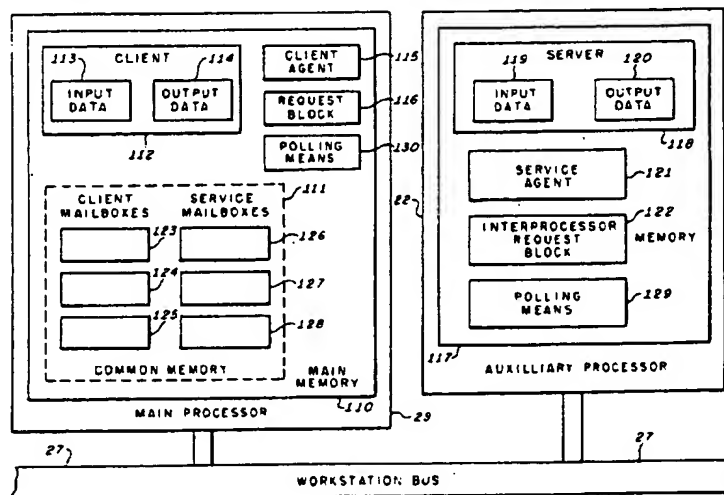 113
CLIENT
114
INPUT DATA
OUTPUT DATA
112
CLIENT AGENT
115
REQUEST BLOCK
116
POLLING MEANS
130
111
CLIENT MAILBOXES
SERVICE MAILBOXES
123
126
124
127
125
128
COMMON MEMORY
MAIN MEMORY
110
MAIN PROCESSOR
29
119
SERVER
120
INPUT DATA
OUTPUT DATA
118
SERVICE AGENT
121
22
INTERPROCESSOR REQUEST BLOCK
122
MEMORY
POLLING MEANS
129
117
AUXILLIARY PROCESSOR
27
27
WORKSTATION BUS